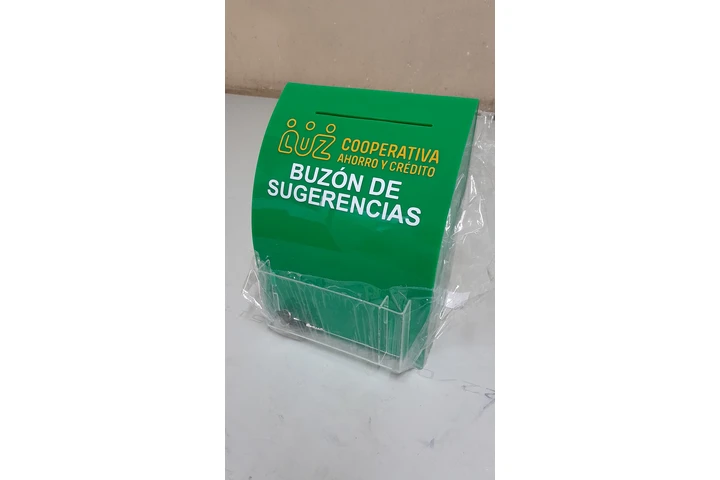 LUZ COOPERATIVA
AHORRO Y CRÉDITO
BUZÓN DE
SUGERENCIAS